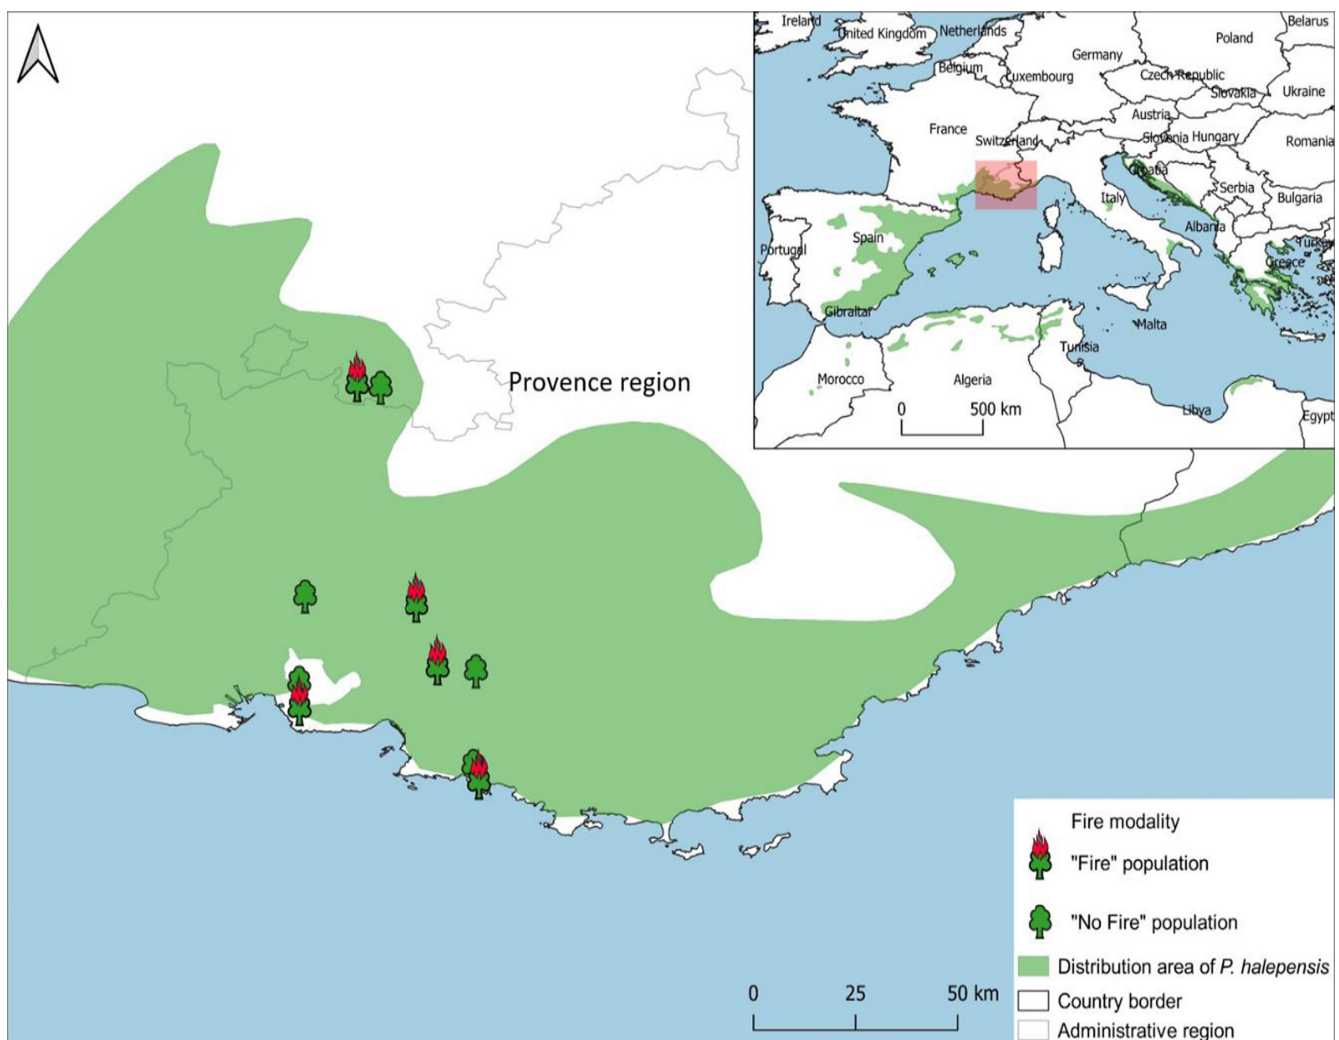 Ireland
United Kingdom
Netherlands
Belarus
Poland
Germany
Belgium
Luxembourg
Czech Republic
Slovakia
Ukraine
Austria
France
Switzerland
Slovenia
Hungary
Romania
Croatia
Serbia
Italy
Bulgaria
Portugal
Spain
Albania
Turkey
Greece
Gibraltar
Malta
Tunisia
Morocco
Algeria
Libya
Egypt
0 500 km
Provence region
Fire modality
"Fire" population
"No Fire" population
Distribution area of P. halepensis
Country border
Administrative region
0 25 50 km